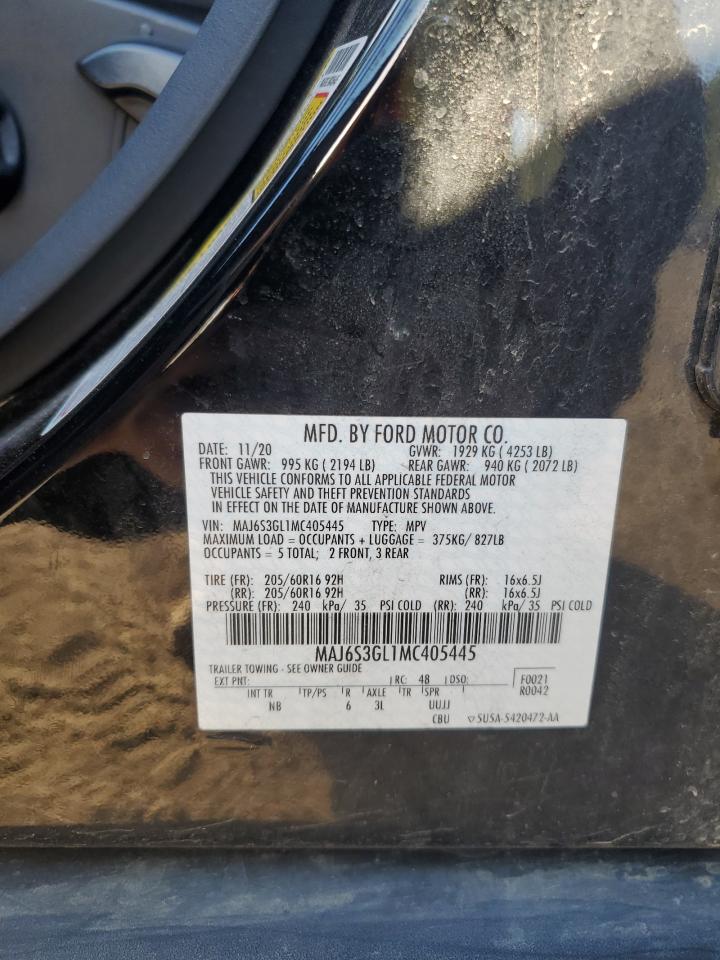 MFD. BY FORD MOTOR CO.
DATE: 11/20 GVWR: 1929 KG ( 4253 LB)
FRONT GAWR: 995 KG ( 2194 LB) REAR GAWR: 940 KG ( 2072 LB)
THIS VEHICLE CONFORMS TO ALL APPLICABLE FEDERAL MOTOR
VEHICLE SAFETY AND THEFT PREVENTION STANDARDS
IN EFFECT ON THE DATE OF MANUFACTURE SHOWN ABOVE.
VIN: MAJ6S3GL1MC405445 TYPE: MPV
MAXIMUM LOAD = OCCUPANTS + LUGGAGE = 375KG/ 827LB
OCCUPANTS = 5 TOTAL; 2 FRONT, 3 REAR
TIRE (FR): 205/60R16 92H RIMS (FR): 16x6.5J
(RR): 205/60R16 92H (RR): 16x6.5J
PRESSURE (FR): 240 kPa/ 35 PSI COLD (RR): 240 kPa/ 35 PSI COLD
MAJ6S3GL1MC405445
TRAILER TOWING - SEE OWNER GUIDE
EXT PNT: RC: 48 DSO: F0021
R0042
INT TR TP/PS R AXLE TR SPR
NB 6 3L UUJJ
CBU SU5A-5420472-AA